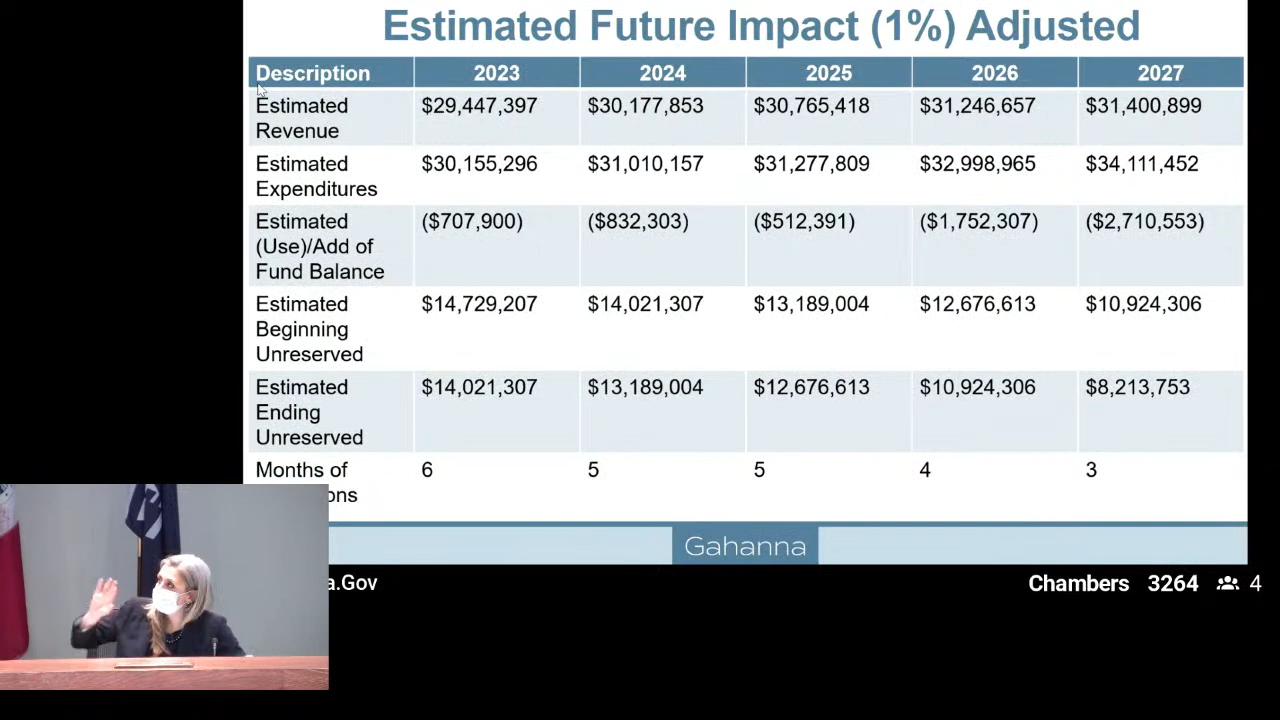 Estimated Future Impact (1%) Adjusted
Description 2023 2024 2025 2026 2027
Estimated Revenue $29,447,397 $30,177,853 $30,765,418 $31,246,657 $31,400,899
Estimated Expenditures $30,155,296 $31,010,157 $31,277,809 $32,998,965 $34,111,452
Estimated (Use)/Add of Fund Balance ($707,900) ($832,303) ($512,391) ($1,752,307) ($2,710,553)
Estimated Beginning Unreserved $14,729,207 $14,021,307 $13,189,004 $12,676,613 $10,924,306
Estimated Ending Unreserved $14,021,307 $13,189,004 $12,676,613 $10,924,306 $8,213,753
Months of ons 6 5 5 4 3
Gahanna
a.Gov
Chambers 3264 4